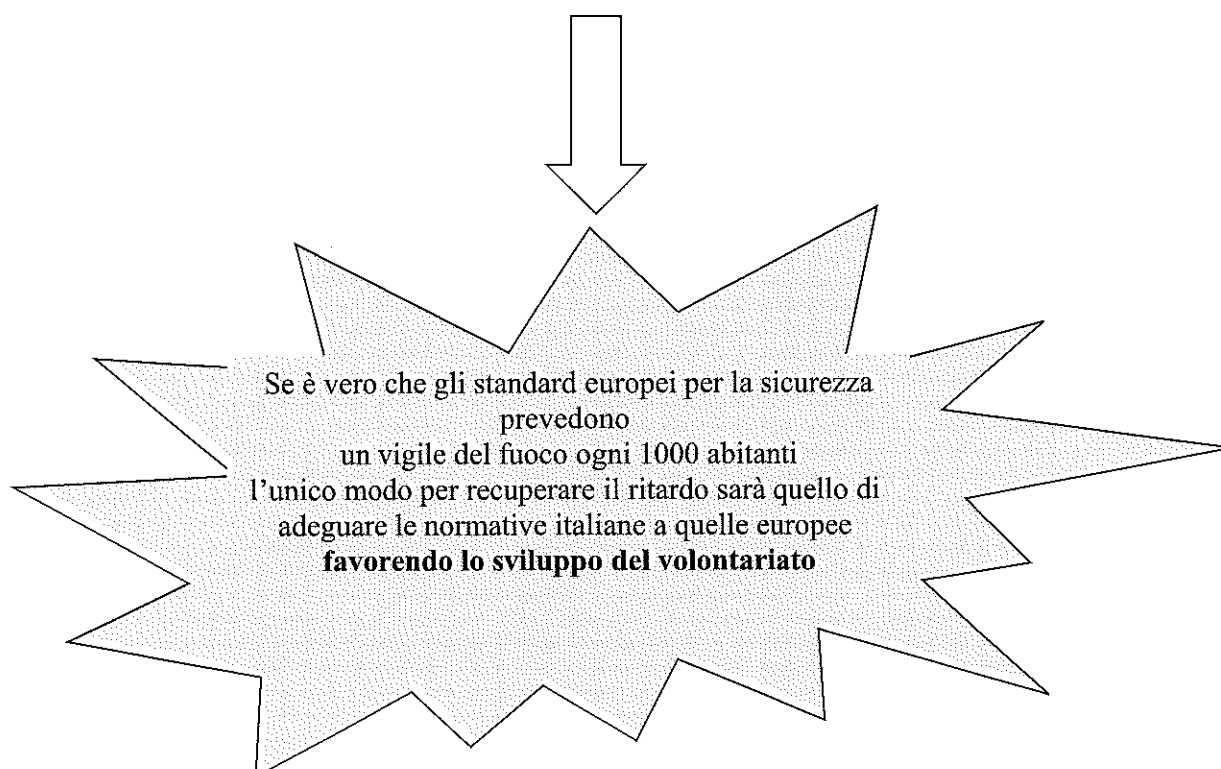 Se è vero che gli standard europei per la sicurezza
prevedono
un vigile del fuoco ogni 1000 abitanti
l'unico modo per recuperare il ritardo sarà quello di
adeguare le normative italiane a quelle europee
favorendo lo sviluppo del volontariato